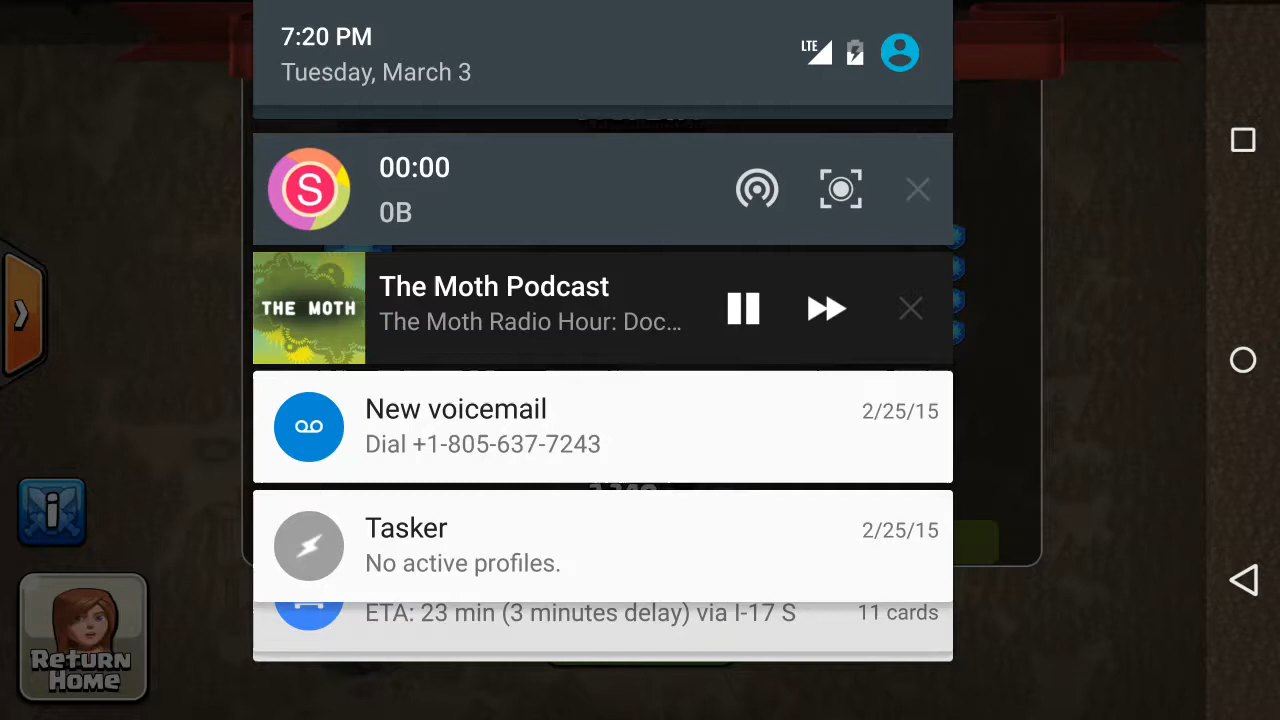 7:20 PM
LTE
Tuesday, March 3
S
00:00
0B
THE MOTH
The Moth Podcast
The Moth Radio Hour: Doc...
New voicemail
2/25/15
Dial +1-805-637-7243
Tasker
2/25/15
No active profiles.
ETA: 23 min (3 minutes delay) via I-17 S
11 cards
i
Return
Home